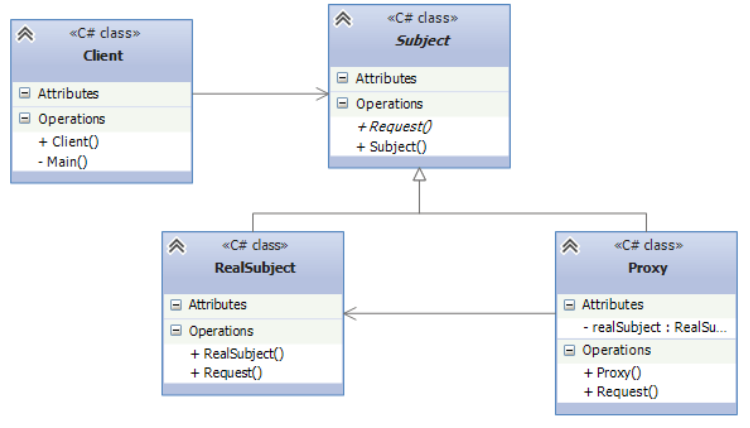 «C# class»
Client
Attributes
Operations
+ Client()
- Main()
«C# class»
Subject
Attributes
Operations
+ Request()
+ Subject()
«C# class»
RealSubject
Attributes
Operations
+ RealSubject()
+ Request()
«C# class»
Proxy
Attributes
- realSubject : RealSu...
Operations
+ Proxy()
+ Request()